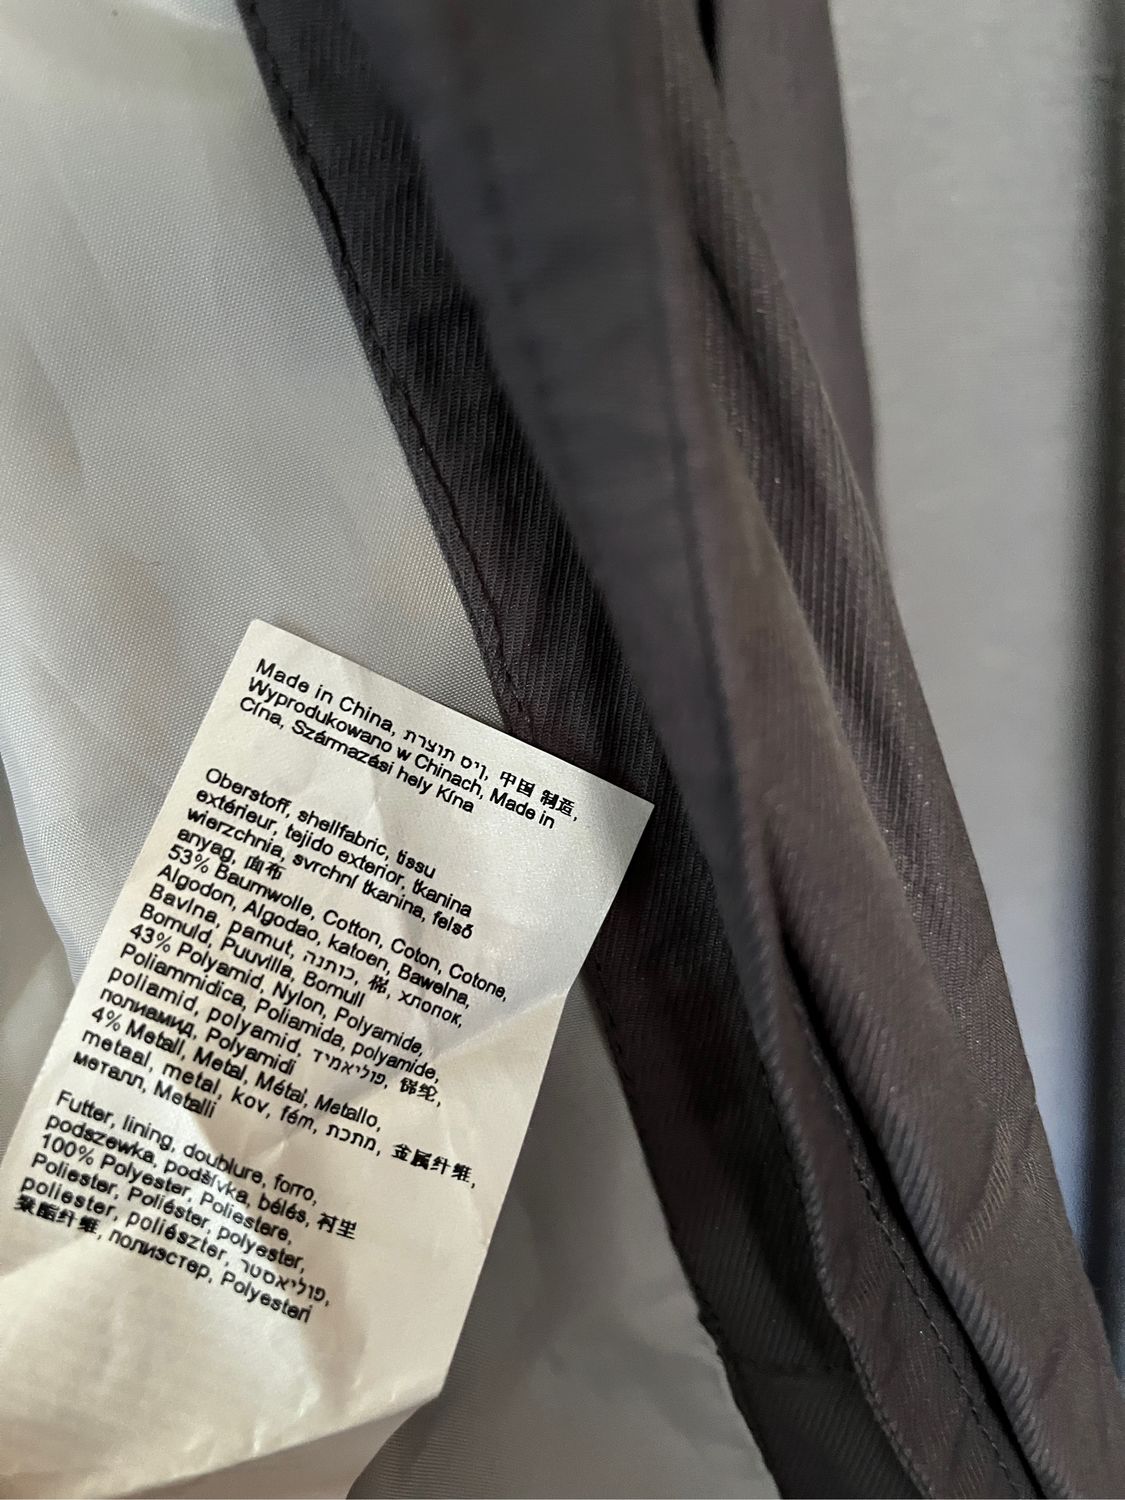 Made in China, תוצרת סין, 中国 制造,
Wyprodukowano w Chinach, Made in
Cína, Származási hely Kína
Oberstoff, shellfabric, tissu
extérieur, tejido exterior, tkanina
wierzchnia, svrchní tkanina, felső
anyag, 面布
53% Baumwolle, Cotton, Coton, Cotone,
Algodon, Algodao, katoen, Bawelna,
Bavlna, pamut, כותנה, 棉, хлопок,
Bomuld, Puuvilla, Bomull
43% Polyamid, Nylon, Polyamide,
Poliammidica, Poliamida, polyamide,
poliamid, polyamid, פוליאמיד, 锦纶,
полиамид, Polyamidi
4% Metall, Metal, Métal, Metallo,
metaal, metal, kov, fém, מתכת, 金属纤维,
металл, Metalli
Futter, lining, doublure, forro,
podszewka, podšívka, bélés, 衬里
100% Polyester, Poliestere,
Poliester, Poliéster, polyester,
poliester, poliészter, פוליאסטר,
聚酯纤维, полиэстер, Polyesteri